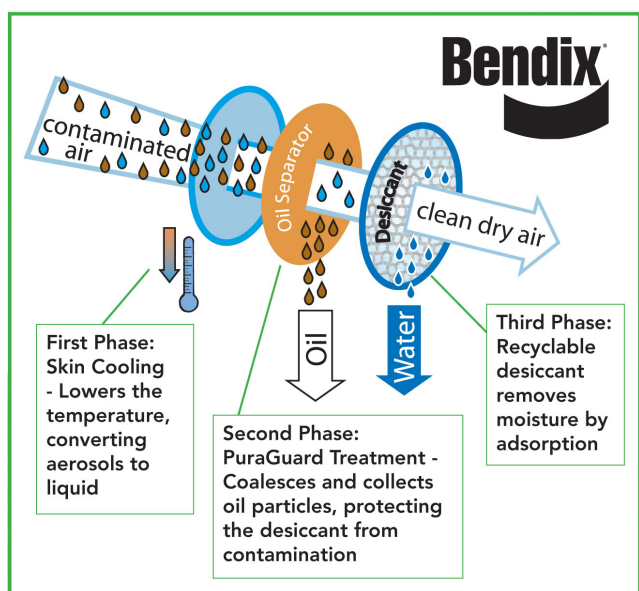 Bendix®
contaminated
air
Oil Separator
Desiccant
clean dry air
Oil
Water
First Phase:
Skin Cooling
- Lowers the
temperature,
converting
aerosols to
liquid
Second Phase:
PuraGuard Treatment -
Coalesces and collects
oil particles, protecting
the desiccant from
contamination
Third Phase:
Recyclable
desiccant
removes
moisture by
adsorption